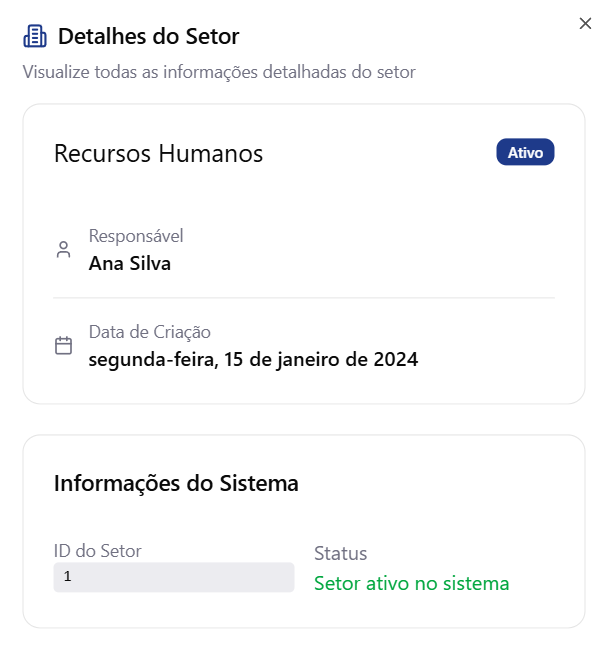 Detalhes do Setor
Visualize todas as informações detalhadas do setor
Recursos Humanos
Ativo
Responsável
Ana Silva
Data de Criação
segunda-feira, 15 de janeiro de 2024
Informações do Sistema
ID do Setor
1
Status
Setor ativo no sistema